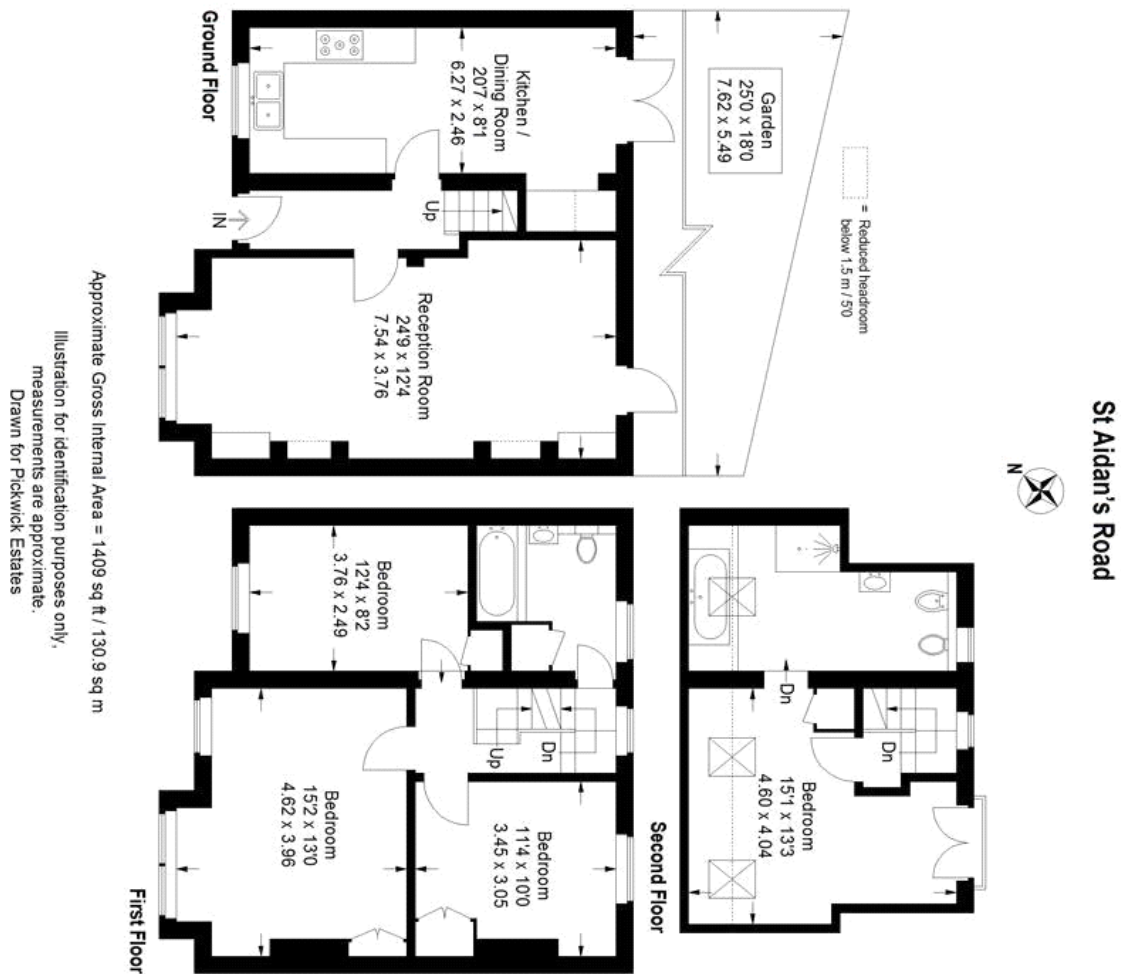 St Aidan's Road
N
= Reduced headroom
below 1.5 m / 5'0
Garden
25'0 x 18'0
7.62 x 5.49
Kitchen /
Dining Room
20'7 x 8'1
6.27 x 2.46
Up
IN
Reception Room
24'9 x 12'4
7.54 x 3.76
Ground Floor
Bedroom
12'4 x 8'2
3.76 x 2.49
Up
Dn
Bedroom
15'2 x 13'0
4.62 x 3.96
Bedroom
11'4 x 10'0
3.45 x 3.05
First Floor
Dn
Dn
Bedroom
15'1 x 13'3
4.60 x 4.04
Second Floor
Approximate Gross Internal Area = 1409 sq ft / 130.9 sq m
Illustration for identification purposes only,
measurements are approximate.
Drawn for Pickwick Estates